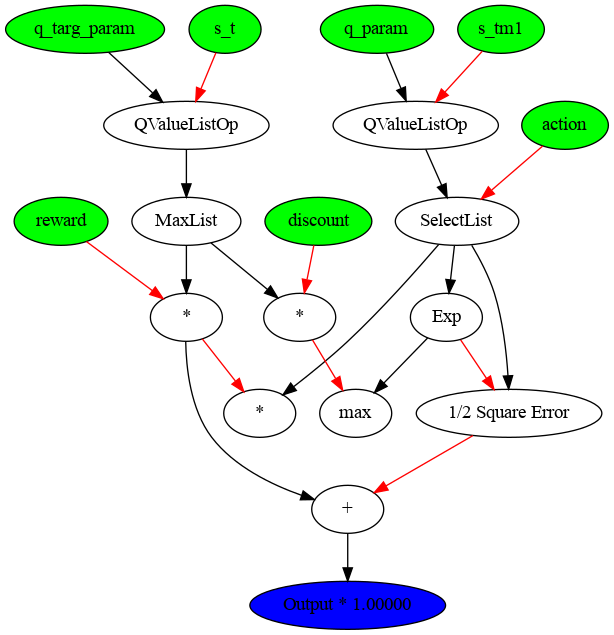 q_targ_param
s_t
q_param
s_tm1
QValueListOp
QValueListOp
action
reward
MaxList
discount
SelectList
*
*
Exp
*
max
1/2 Square Error
+
Output * 1.00000